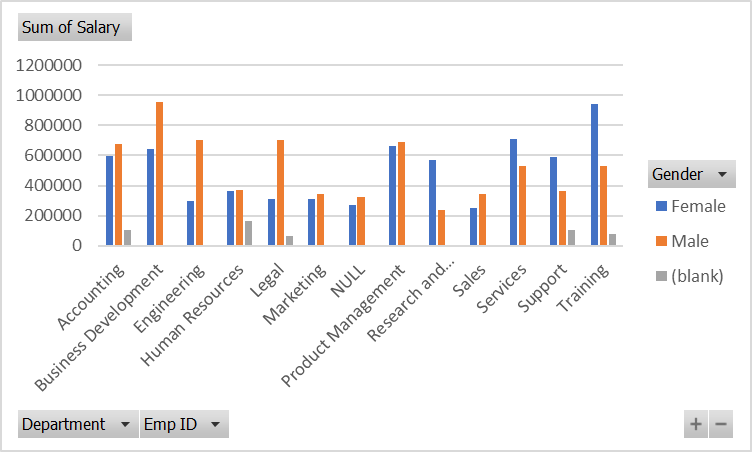 Sum of Salary
1200000
1000000
800000
600000
400000
200000
0
Accounting
Business Development
Engineering
Human Resources
Legal
Marketing
NULL
Product Management
Research and...
Sales
Services
Support
Training
Gender
Female
Male
(blank)
Department
Emp ID
+ −